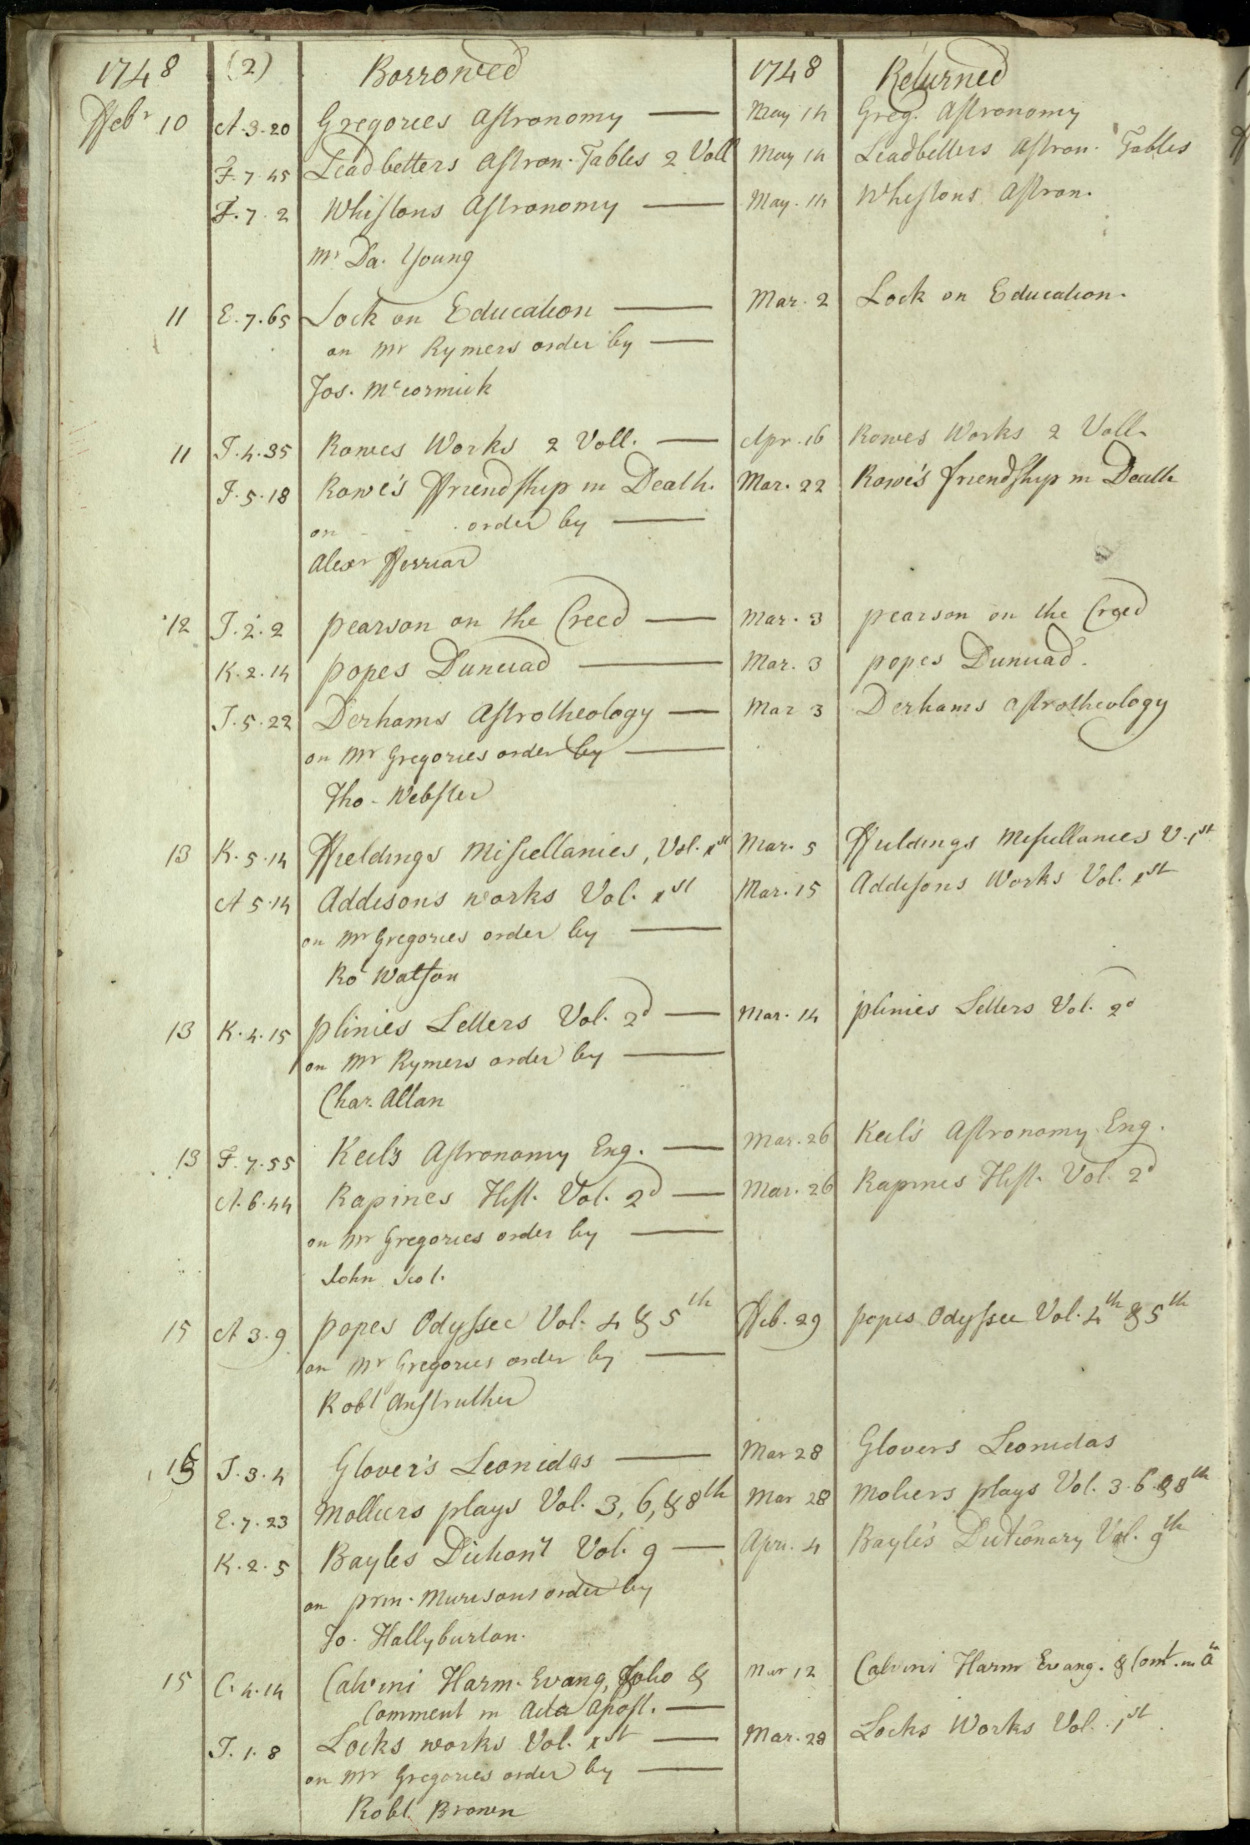 1748 (2) Borrowed 1748 Returned
Ffebr 10 A.3.20 Gregories Astronomy — May 14 Greg. Astronomy
F.7.45 Leadbetters Astron. Tables 2 Voll May 14 Leadbetters Astron. Tables
F.7.2 Whistons Astronomy — May. 14 Whistons Astron.
Mr Da. Young
11 E.7.65 Lock on Education — Mar. 2 Lock on Education.
on Mr Rymers order by —
Jos. McCormick
11 J.4.35 Rowes Works 2 Voll. — Apr. 16 Rowes Works 2 Voll.
J.5.18 Rowe's Ffriendship in Death. Mar. 22 Rowe's friendship in Death
on order by —
Alexr Fferriar
12 J.2.2 pearson on the Creed — Mar. 3 pearson on the Creed
K.2.14 popes Dunciad — Mar. 3 popes Dunciad.
J.5.22 Derhams Astrotheology — Mar 3 Derhams Astrotheology
on Mr Gregories order by —
Tho. Webster
13 K.5.14 Ffieldings Miscellanies, Vol. 1st Mar. 5 Ffieldings Miscellanies V. 1st
A 5.14 Addisons works Vol. 1st Mar. 15 Addisons Works Vol. 1st
on Mr Gregories order by —
Ro Watson
13 K.4.15 plinies Letters Vol. 2d — Mar. 14 plinies Letters Vol. 2d
on Mr Rymers order by —
Char. Allan
13 F.7.55 Keil's Astronomy Eng. — Mar. 26 Keil's Astronomy Eng.
A.6.44 Rapines Hist. Vol. 2d — Mar. 26 Rapines Hist. Vol. 2d
on Mr Gregories order by —
John Scot.
15 A 3.9 popes Odyssee Vol. 4 & 5th Ffeb. 29 popes Odyssee Vol. 4th & 5th
on Mr Gregories order by —
Robt Anstruther
J.3.4 Glover's Leonidas — Mar 28 Glovers Leonidas
E.7.23 Molliers plays Vol. 3, 6, & 8th Mar 28 Moliers plays Vol. 3. 6. & 8th
K.2.5 Bayles Dictiony Vol. 9 — Apri. 4 Bayle's Dictionary Vol. 9th
on prin. Murisons order by
Jo. Hallyburton.
15 C.4.14 Calvini Harm. Evang, folio & Mar 12 Calvini Harm Evang. & Comt. in A
Comment in Acta Apost. —
J.1.8 Locks works Vol. 1st — Mar. 28 Locks Works Vol. 1st
on Mr Gregories order by —
Robt. Brown